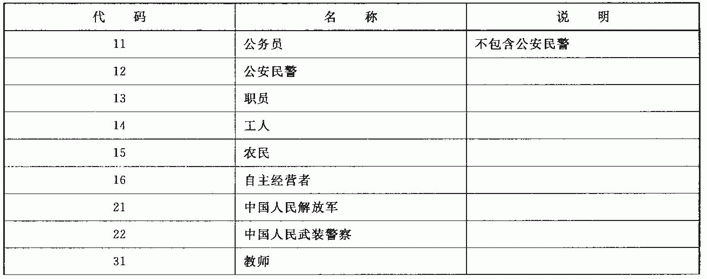 代 码 名 称 说 明
11 公务员 不包含公安民警
12 公安民警
13 职员
14 工人
15 农民
16 自主经营者
21 中国人民解放军
22 中国人民武装警察
31 教师